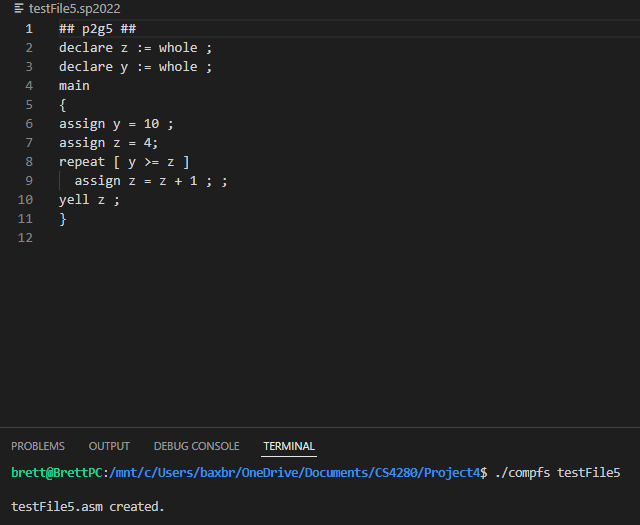 testFile5.sp2022
1 ## p2g5 ##
2 declare z := whole ;
3 declare y := whole ;
4 main
5 {
6 assign y = 10 ;
7 assign z = 4;
8 repeat [ y >= z ]
9 assign z = z + 1 ; ;
10 yell z ;
11 }
12
PROBLEMS OUTPUT DEBUG CONSOLE TERMINAL
brett@BrettPC:/mnt/c/Users/baxbr/OneDrive/Documents/CS4280/Project4$ ./compfs testFile5
testFile5.asm created.